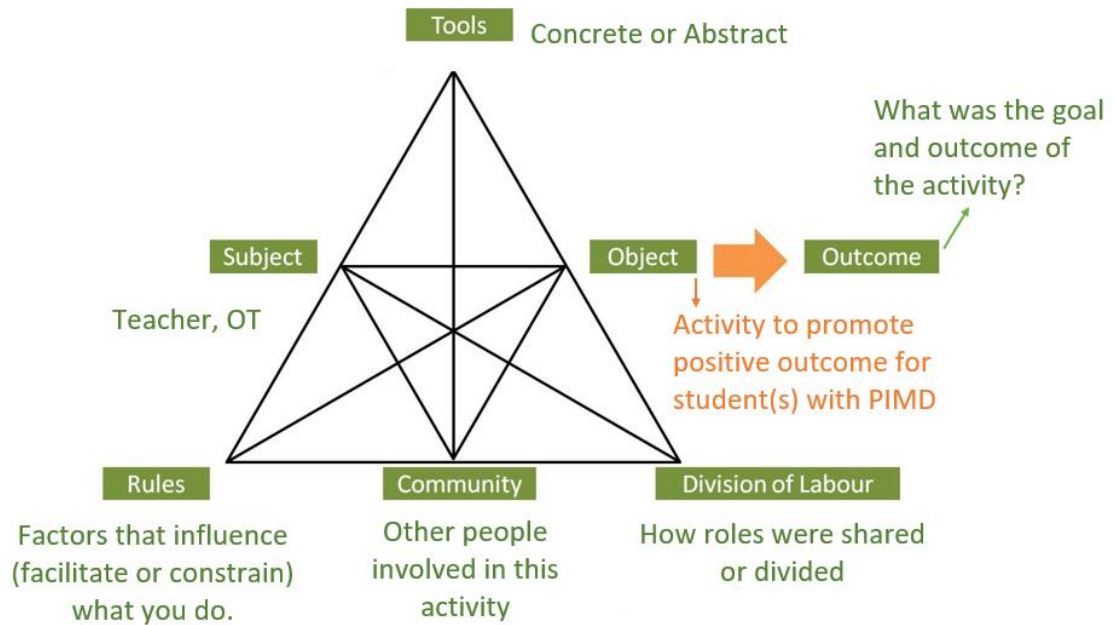 Tools
Concrete or Abstract
What was the goal
and outcome of
the activity?
Subject
Object
Outcome
Teacher, OT
Activity to promote
positive outcome for
student(s) with PIMD
Rules
Community
Division of Labour
Factors that influence
(facilitate or constrain)
what you do.
Other people
involved in this
activity
How roles were shared
or divided